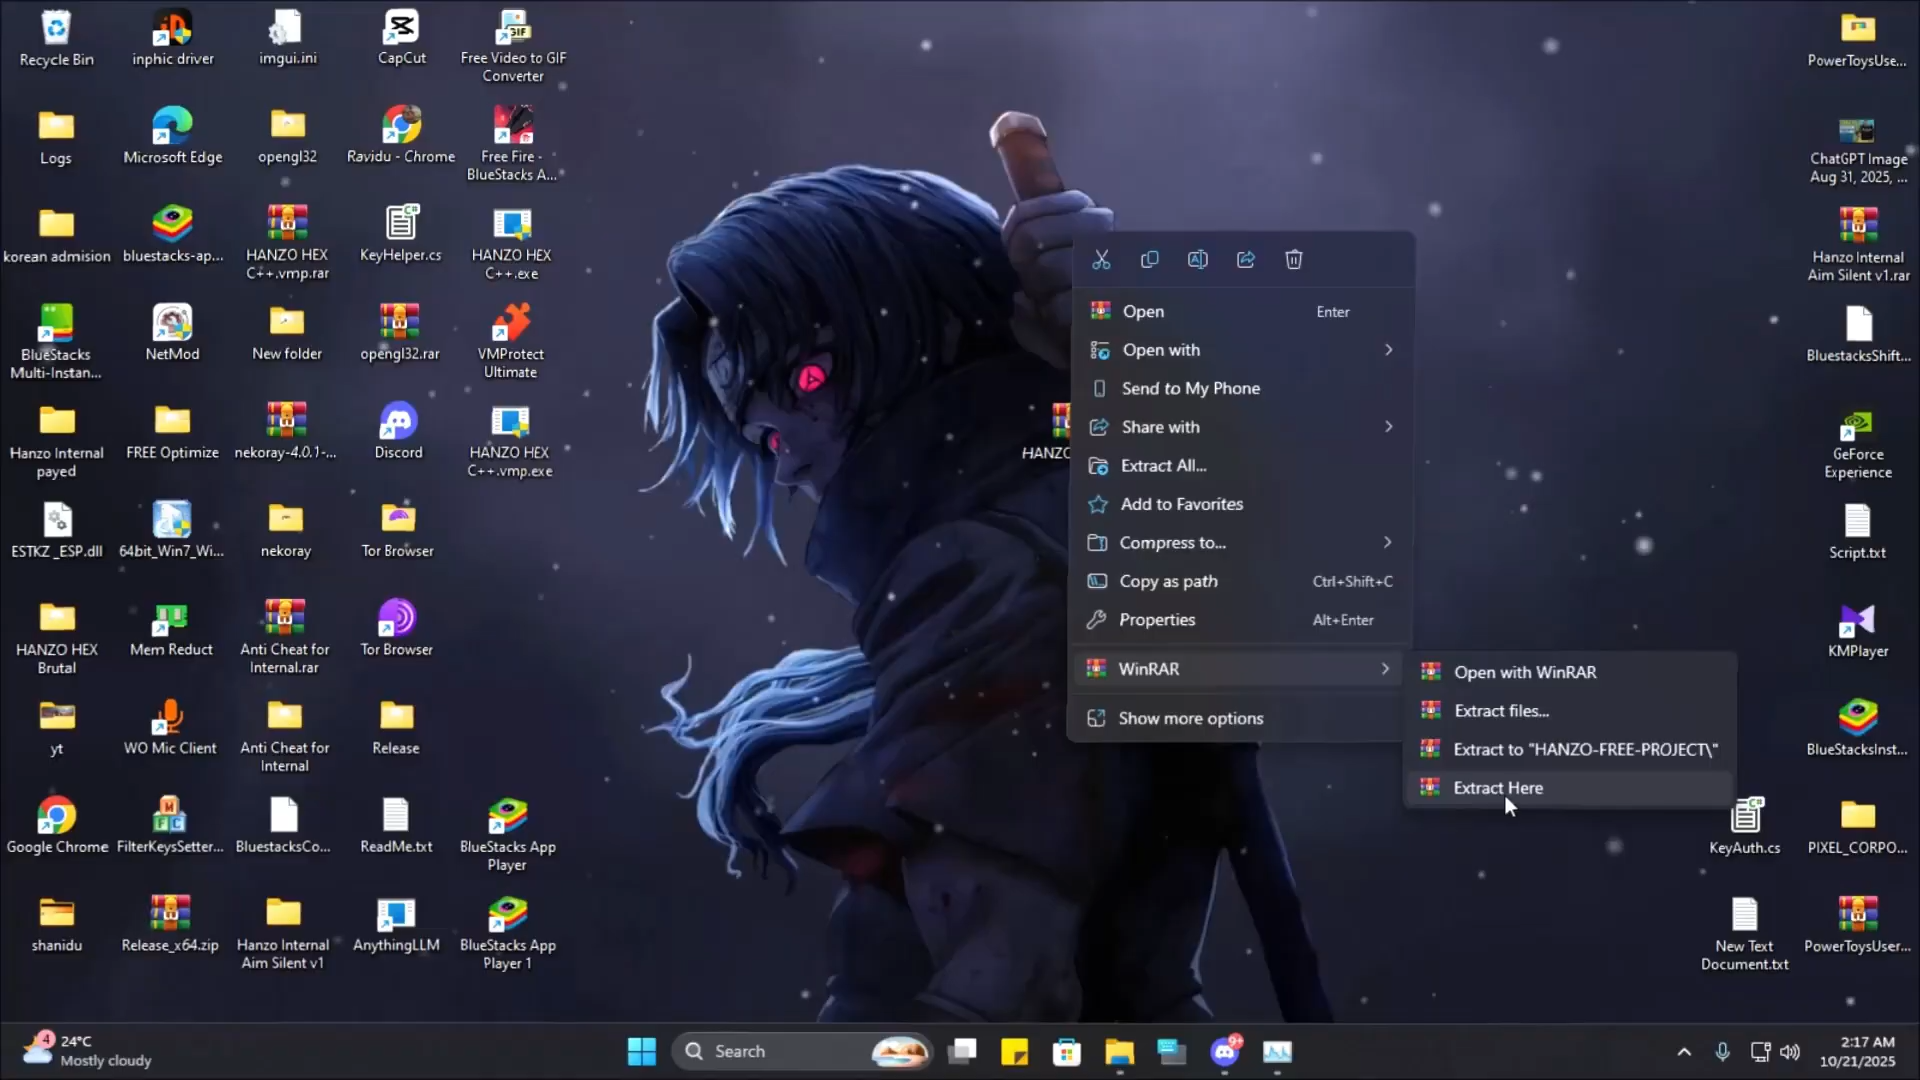 Recycle Bin
inphic driver
imgui.ini
CapCut
Free Video to GIF
Converter
PowerToysUse...
Logs
Microsoft Edge
opengl32
Ravidu - Chrome
Free Fire -
BlueStacks A...
ChatGPT Image
Aug 31, 2025, ...
korean admision
bluestacks-ap...
HANZO HEX
C++.vmp.rar
KeyHelper.cs
HANZO HEX
C++.exe
Hanzo Internal
Aim Silent v1.rar
BlueStacks
Multi-Instan...
NetMod
New folder
opengl32.rar
VMProtect
Ultimate
BluestacksShift...
Hanzo Internal
payed
FREE Optimize
nekoray-4.0.1-...
Discord
HANZO HEX
C++.vmp.exe
HANZO
GeForce
Experience
ESTKZ _ESP.dll
64bit_Win7_Wi...
nekoray
Tor Browser
Script.txt
HANZO HEX
Brutal
Mem Reduct
Anti Cheat for
Internal.rar
Tor Browser
KMPlayer
yt
WO Mic Client
Anti Cheat for
Internal
Release
BlueStacksInst...
Google Chrome
FilterKeysSetter...
BluestacksCo...
ReadMe.txt
BlueStacks App
Player
KeyAuth.cs
PIXEL_CORPO...
shanidu
Release_x64.zip
Hanzo Internal
Aim Silent v1
AnythingLLM
BlueStacks App
Player 1
New Text
Document.txt
PowerToysUser...
Open Enter
Open with
Send to My Phone
Share with
Extract All...
Add to Favorites
Compress to...
Copy as path Ctrl+Shift+C
Properties Alt+Enter
WinRAR
Show more options
Open with WinRAR
Extract files...
Extract to "HANZO-FREE-PROJECT\"
Extract Here
4
24°C
Mostly cloudy
Search
9+
2:17 AM
10/21/2025